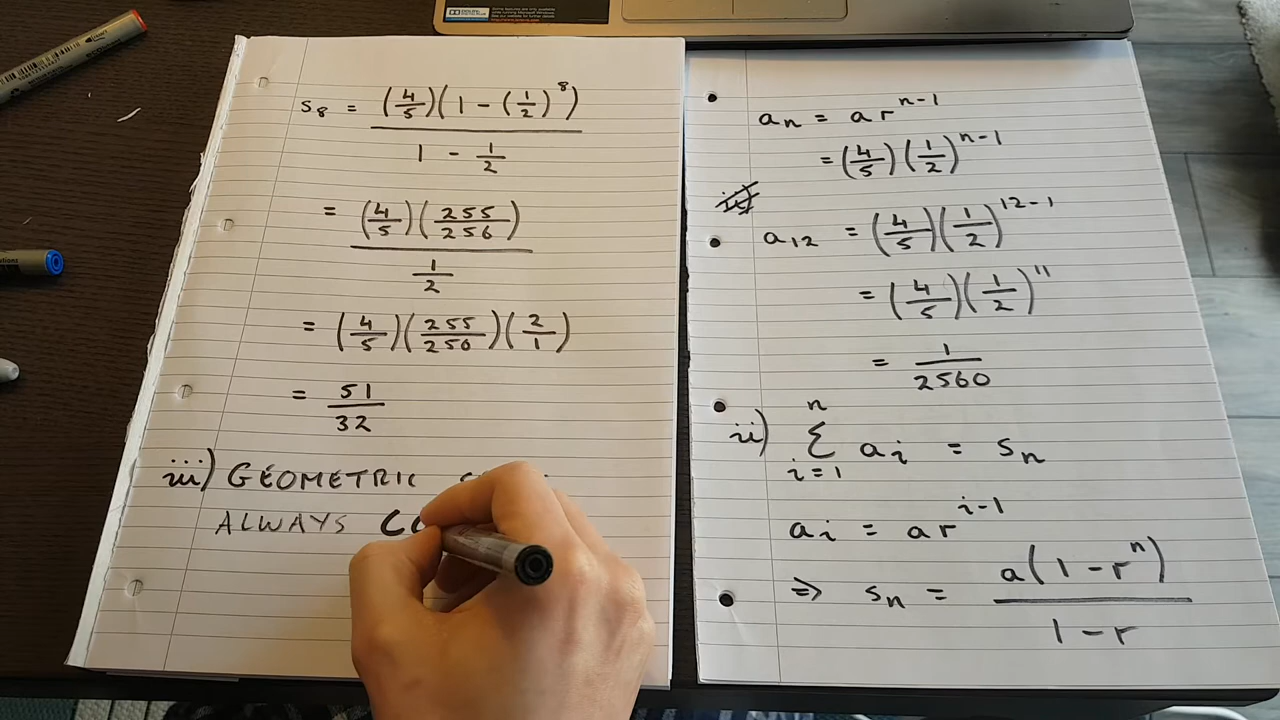 s₈ = (4/5)(1 - (1/2)⁸) / (1 - 1/2)
= (4/5)(255/256) / (1/2)
= (4/5)(255/256)(2/1)
= 51/32
iii) GEOMETRIC
ALWAYS
aₙ = ar^(n-1)
= (4/5)(1/2)^(n-1)
a₁₂ = (4/5)(1/2)^(12-1)
= (4/5)(1/2)^11
= 1/2560
ii) Σ_(i=1)^n aᵢ = sₙ
aᵢ = ar^(i-1)
⇒ sₙ = a(1-rⁿ) / (1-r)